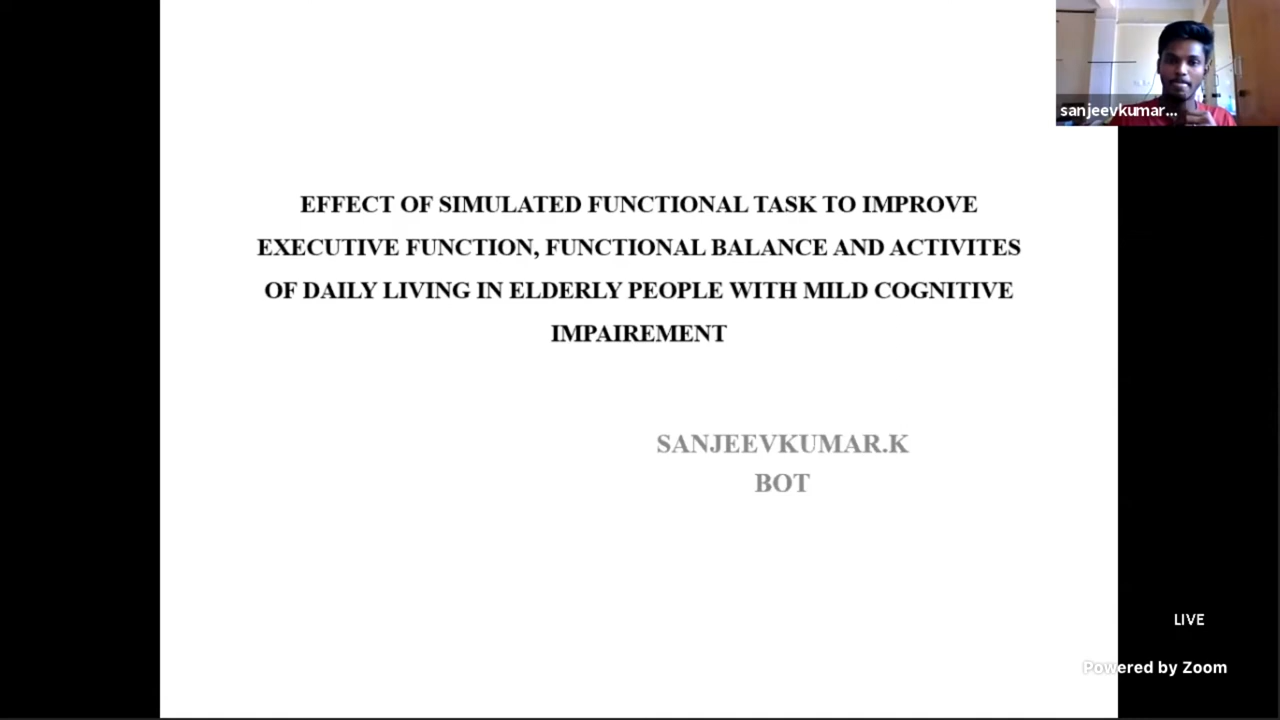 sanjeevkumar...
EFFECT OF SIMULATED FUNCTIONAL TASK TO IMPROVE
EXECUTIVE FUNCTION, FUNCTIONAL BALANCE AND ACTIVITES
OF DAILY LIVING IN ELDERLY PEOPLE WITH MILD COGNITIVE
IMPAIREMENT
SANJEEVKUMAR.K
BOT
LIVE
Powered by Zoom